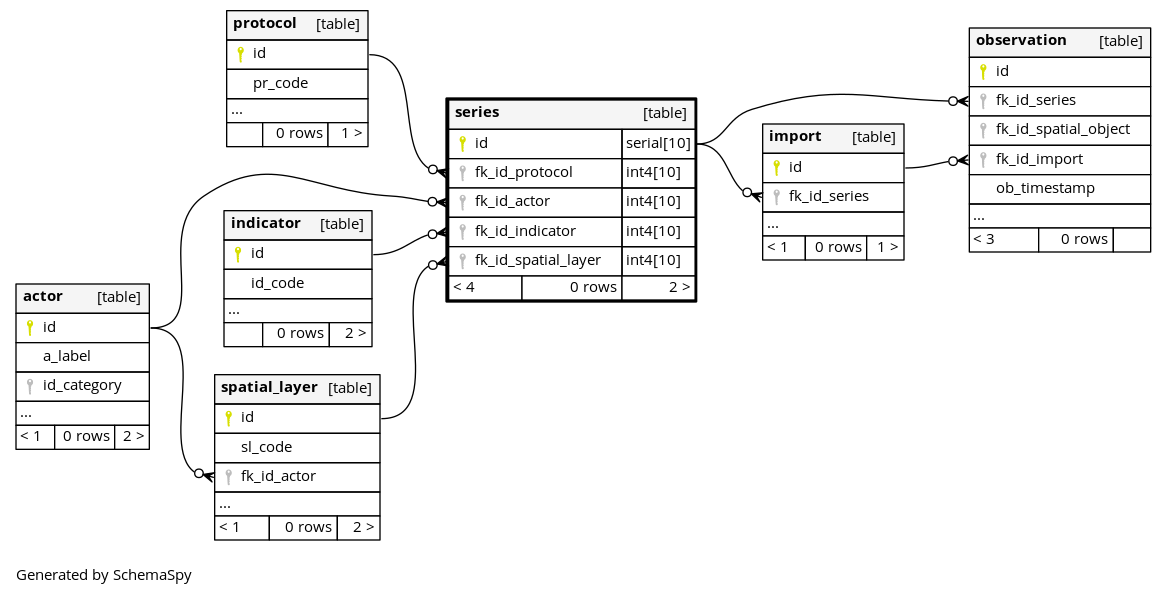 protocol [table]
id
pr_code
...
0 rows 1 >
indicator [table]
id
id_code
...
0 rows 2 >
actor [table]
id
a_label
id_category
...
< 1 0 rows 2 >
spatial_layer [table]
id
sl_code
fk_id_actor
...
< 1 0 rows 2 >
series [table]
id serial[10]
fk_id_protocol int4[10]
fk_id_actor int4[10]
fk_id_indicator int4[10]
fk_id_spatial_layer int4[10]
< 4 0 rows 2 >
import [table]
id
fk_id_series
...
< 1 0 rows 1 >
observation [table]
id
fk_id_series
fk_id_spatial_object
fk_id_import
ob_timestamp
...
< 3 0 rows
Generated by SchemaSpy